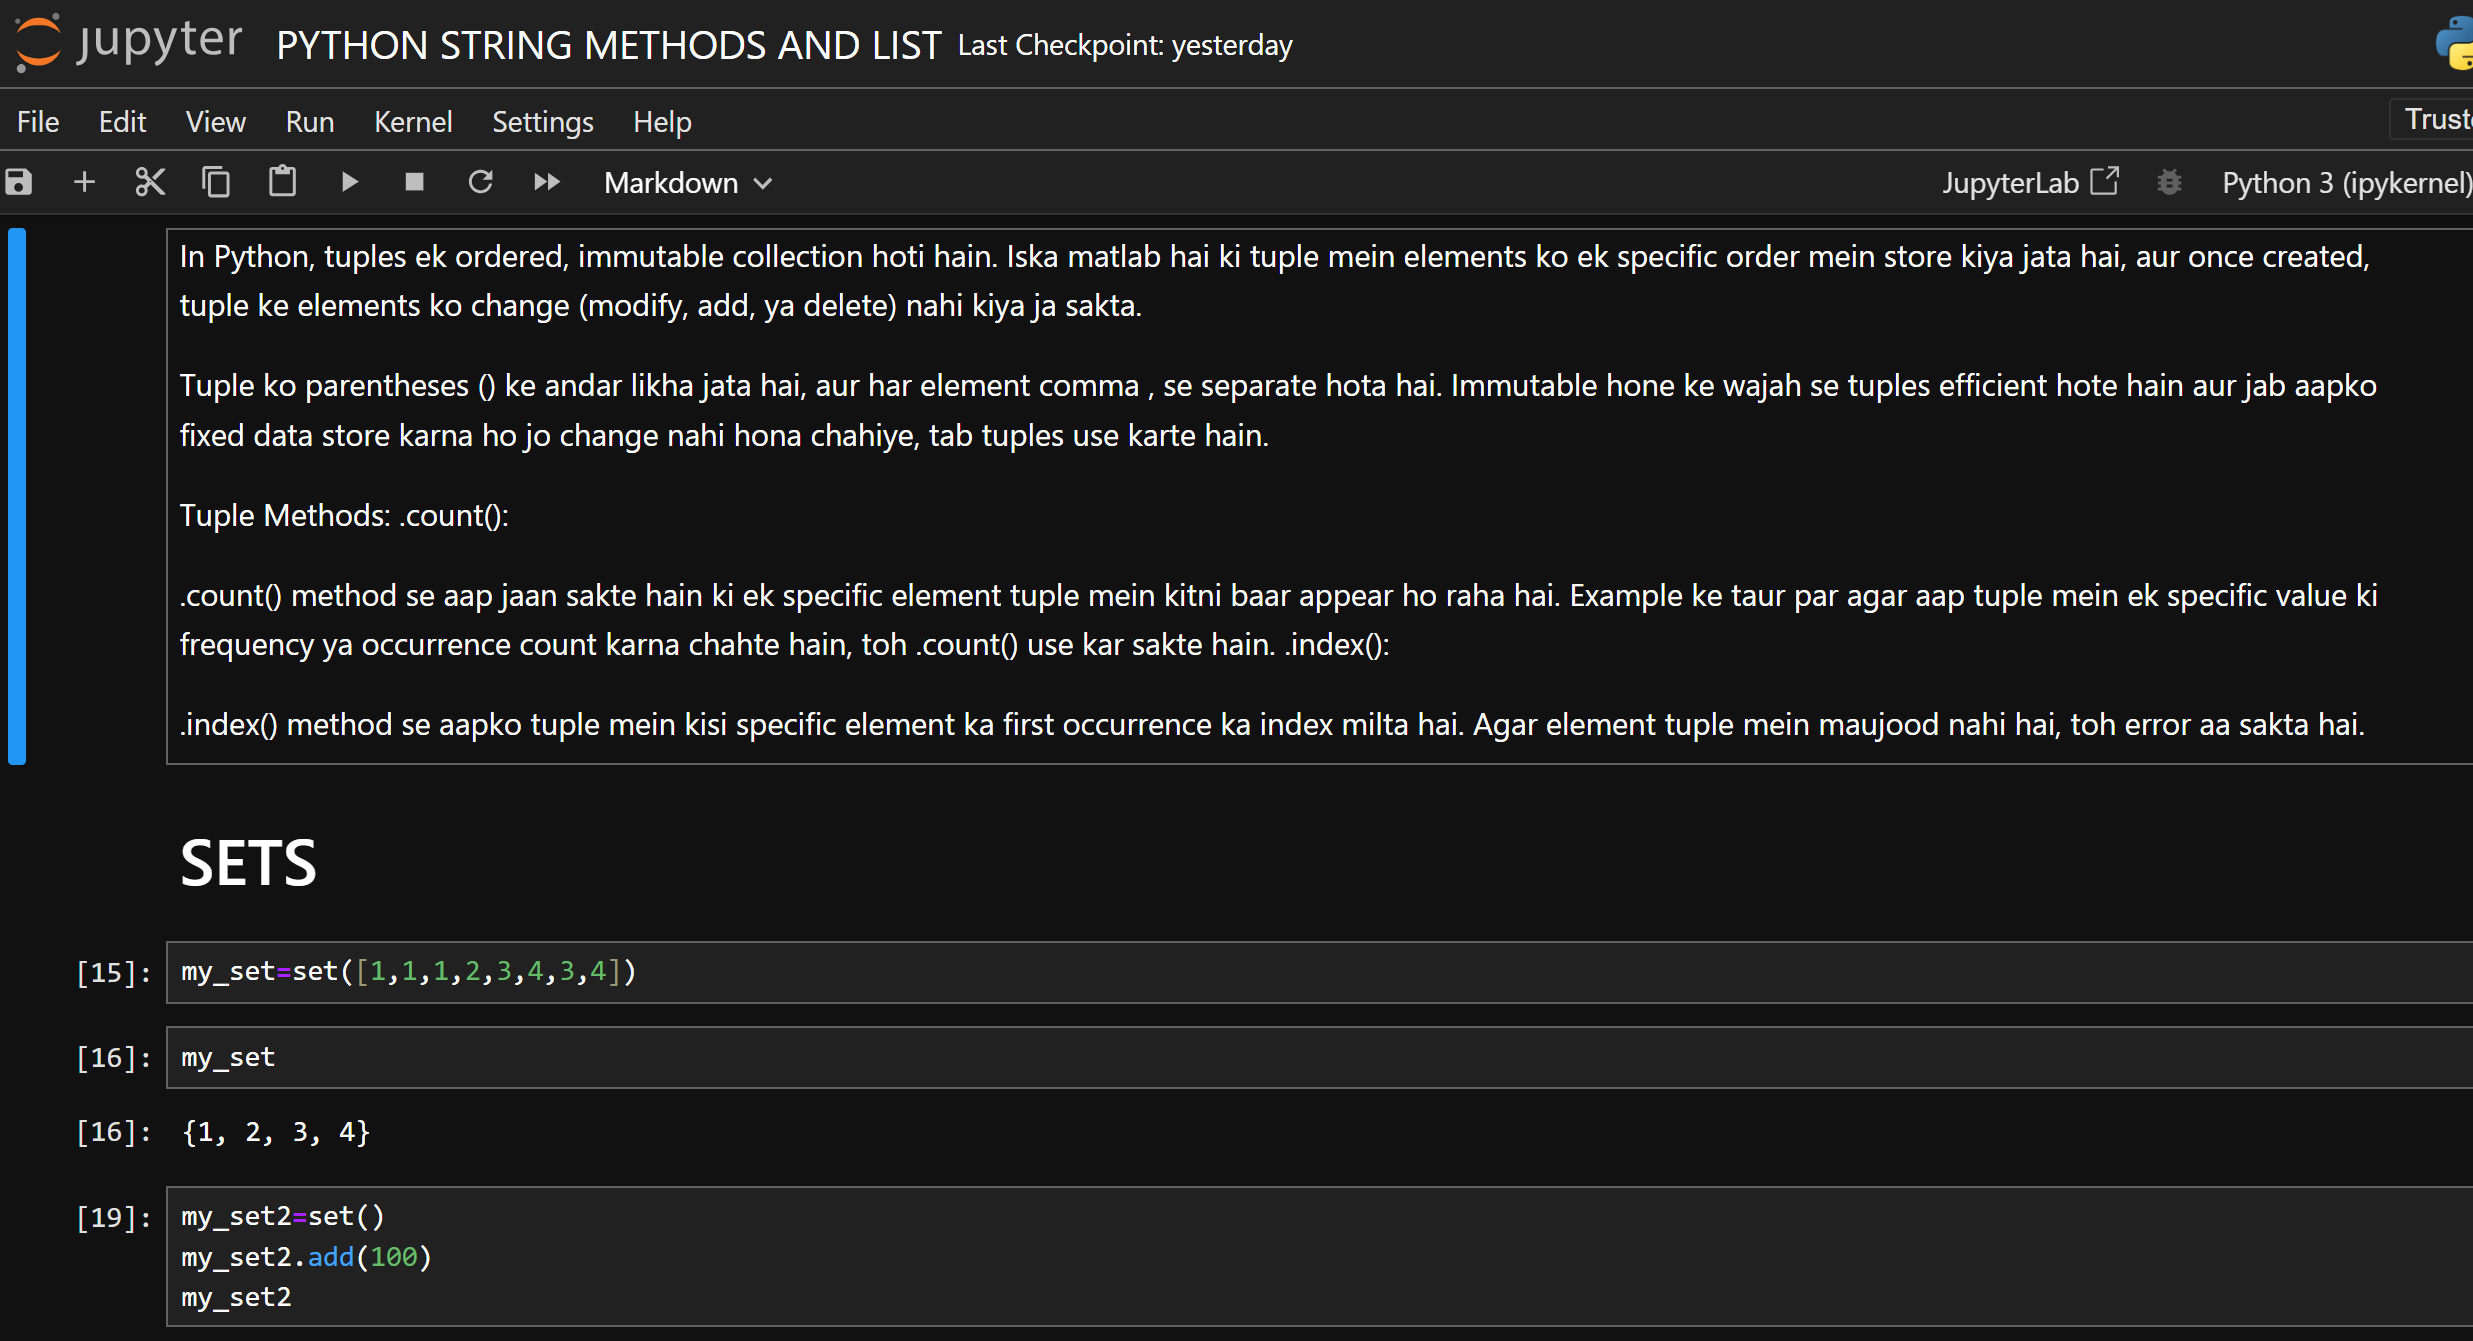 jupyter PYTHON STRING METHODS AND LIST Last Checkpoint: yesterday
File Edit View Run Kernel Settings Help
Markdown JupyterLab Python 3 (ipykernel)
In Python, tuples ek ordered, immutable collection hoti hain. Iska matlab hai ki tuple mein elements ko ek specific order mein store kiya jata hai, aur once created,
tuple ke elements ko change (modify, add, ya delete) nahi kiya ja sakta.
Tuple ko parentheses () ke andar likha jata hai, aur har element comma , se separate hota hai. Immutable hone ke wajah se tuples efficient hote hain aur jab aapko
fixed data store karna ho jo change nahi hona chahiye, tab tuples use karte hain.
Tuple Methods: .count():
.count() method se aap jaan sakte hain ki ek specific element tuple mein kitni baar appear ho raha hai. Example ke taur par agar aap tuple mein ek specific value ki
frequency ya occurrence count karna chahte hain, toh .count() use kar sakte hain. .index():
.index() method se aapko tuple mein kisi specific element ka first occurrence ka index milta hai. Agar element tuple mein maujood nahi hai, toh error aa sakta hai.
SETS
[15]: my_set=set([1,1,1,2,3,4,3,4])
[16]: my_set
[16]: {1, 2, 3, 4}
[19]: my_set2=set()
my_set2.add(100)
my_set2